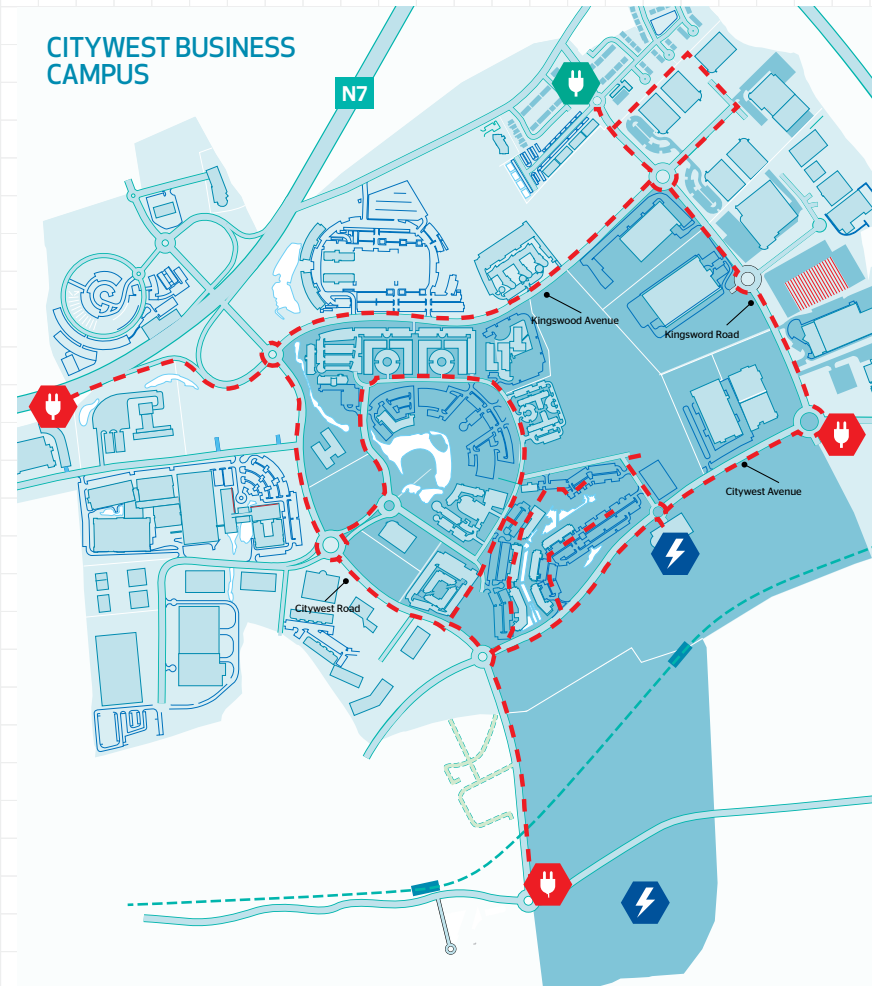 CITYWEST BUSINESS
CAMPUS
N7
Kingswood Avenue
Kingsword Road
Citywest Avenue
Citywest Road